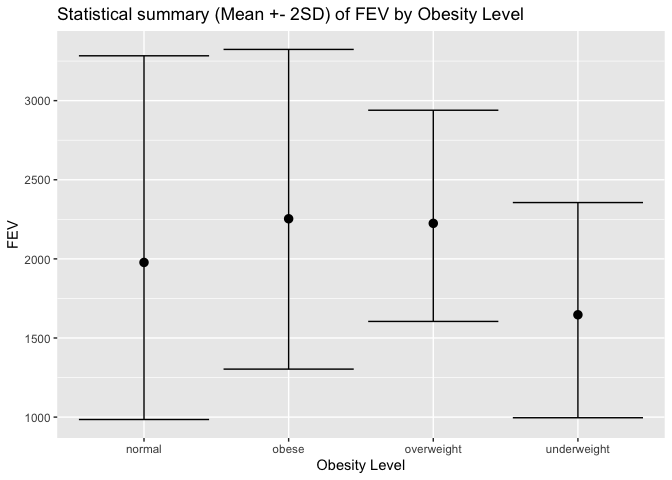 Statistical summary (Mean +- 2SD) of FEV by Obesity Level
3000
2500
2000
1500
1000
FEV
normal obese overweight underweight
Obesity Level